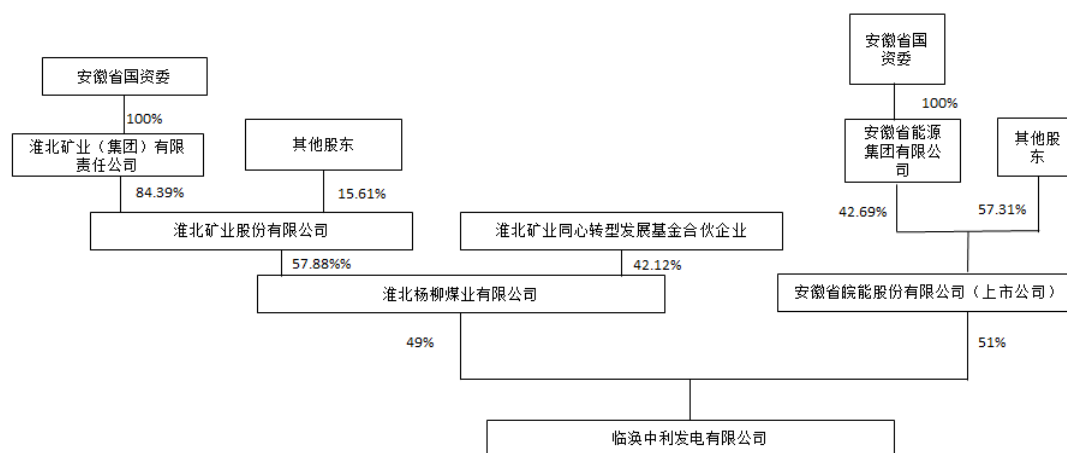 安徽省国
资委
安徽省国资委
100%
100%
淮北矿业（集团）有限
责任公司
其他股东
安徽省能源
集团有限公
司
其他股
东
84.39%
15.61%
42.69%
57.31%
淮北矿业股份有限公司
淮北矿业同心转型发展基金合伙企业
57.88%%
42.12%
淮北杨柳煤业有限公司
安徽省皖能股份有限公司（上市公司）
49%
51%
临涣中利发电有限公司